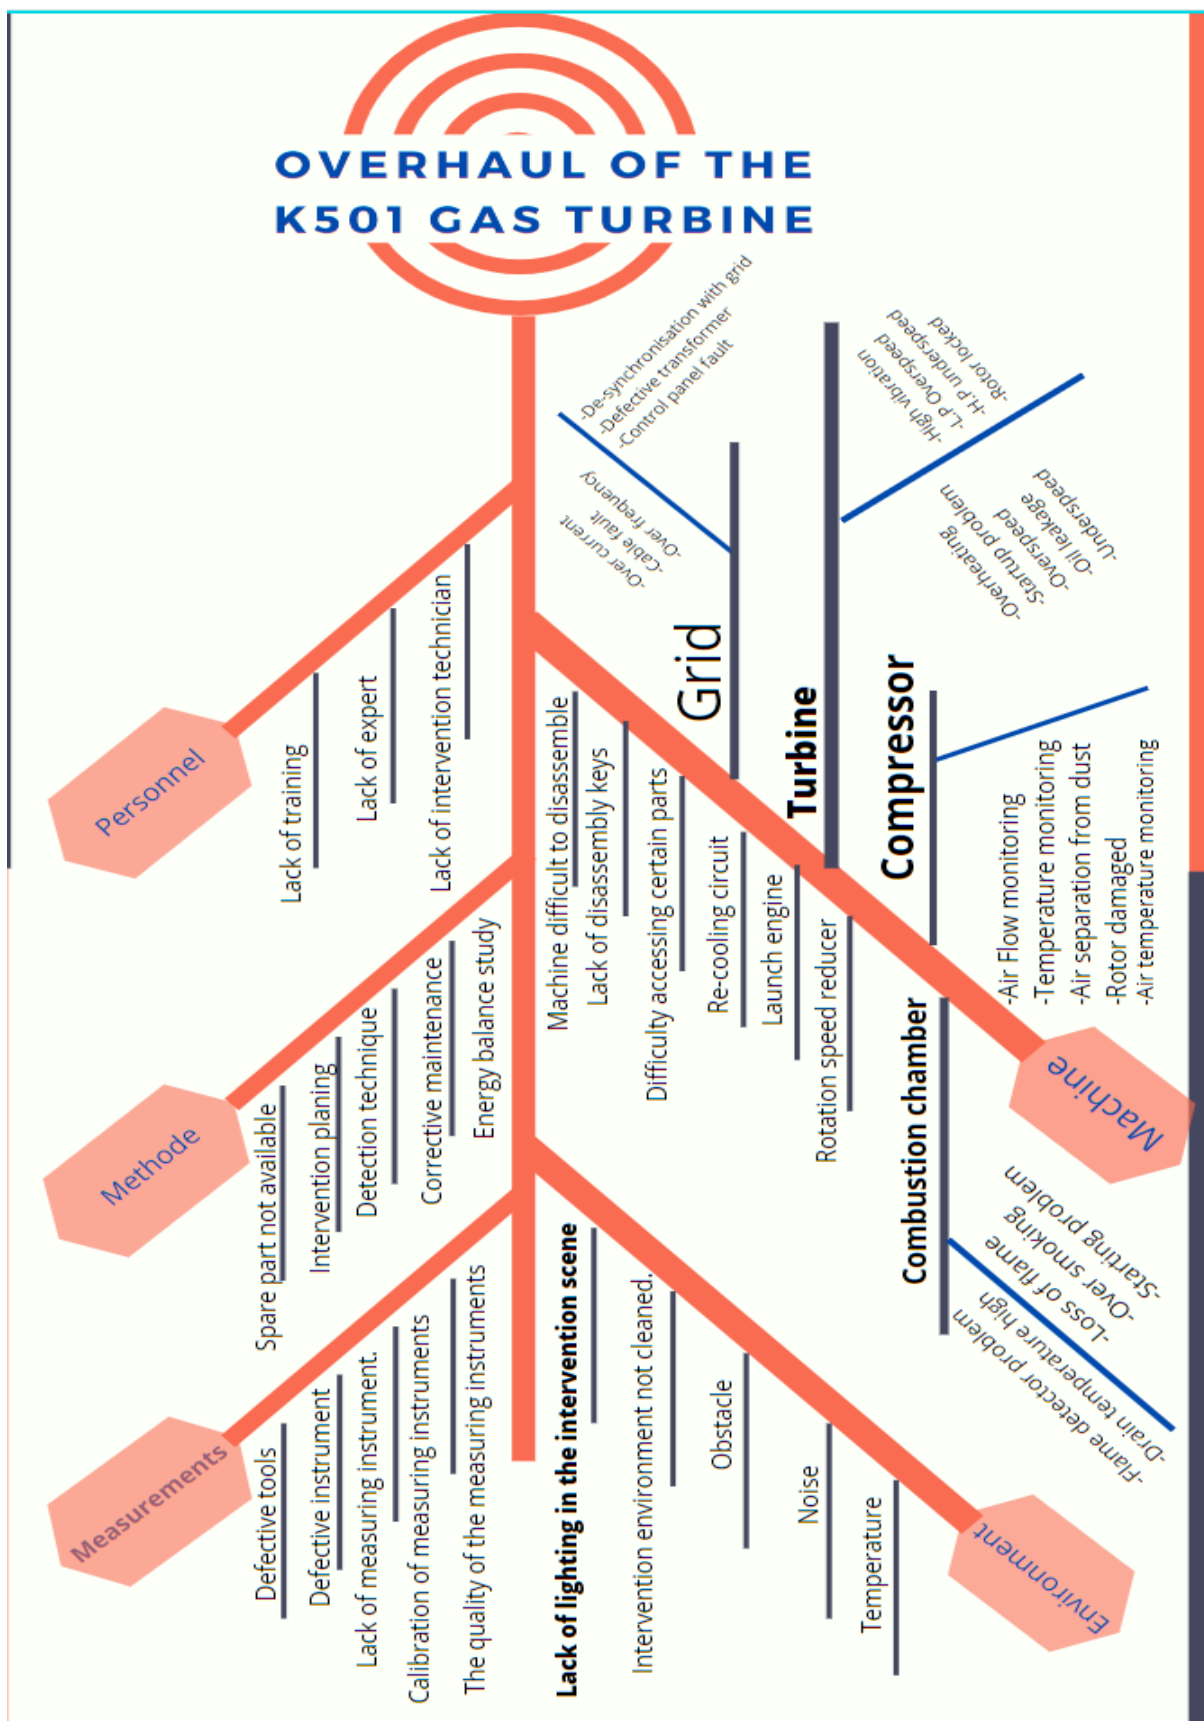 OVERHAUL OF THE
K501 GAS TURBINE
Personnel
Lack of training
Lack of expert
Lack of intervention technician
Methode
Spare part not available
Intervention planing
Detection technique
Corrective maintenance
Energy balance study
Measurements
Defective tools
Defective instrument
Lack of measuring instrument.
Calibration of measuring instruments
The quality of the measuring instruments
Machine
Machine difficult to disassemble
Lack of disassembly keys
Difficulty accessing certain parts
Re-cooling circuit
Launch engine
Rotation speed reducer
Grid
-De-synchronisation with grid
-Defective transformer
-Control panel fault
-Over current
-Cable fault
-Over frequency
Turbine
-High vibration
-L.P Overspeed
-H.P underspeed
-Rotor locked
-Overheating
-Startup problem
-Overspeed
-Oil leakage
-Underspeed
Compressor
-Air Flow monitoring
-Temperature monitoring
-Air separation from dust
-Rotor damaged
-Air temperature monitoring
Combustion chamber
-Starting problem
-Over smoking
-Loss of flame
-Drain temperature high
-Flame detector problem
Environment
Lack of lighting in the intervention scene
Intervention environment not cleaned.
Obstacle
Noise
Temperature